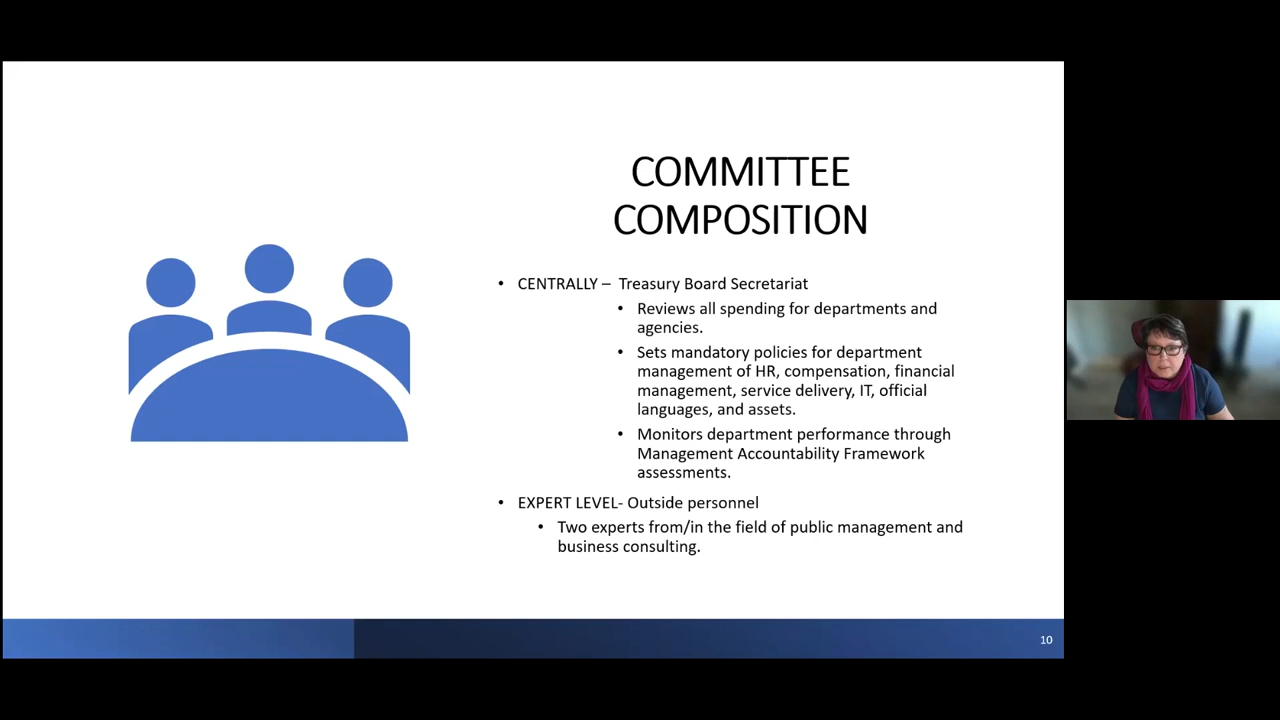 COMMITTEE
COMPOSITION
• CENTRALLY – Treasury Board Secretariat
• Reviews all spending for departments and
agencies.
• Sets mandatory policies for department
management of HR, compensation, financial
management, service delivery, IT, official
languages, and assets.
• Monitors department performance through
Management Accountability Framework
assessments.
• EXPERT LEVEL- Outside personnel
• Two experts from/in the field of public management and
business consulting.
10